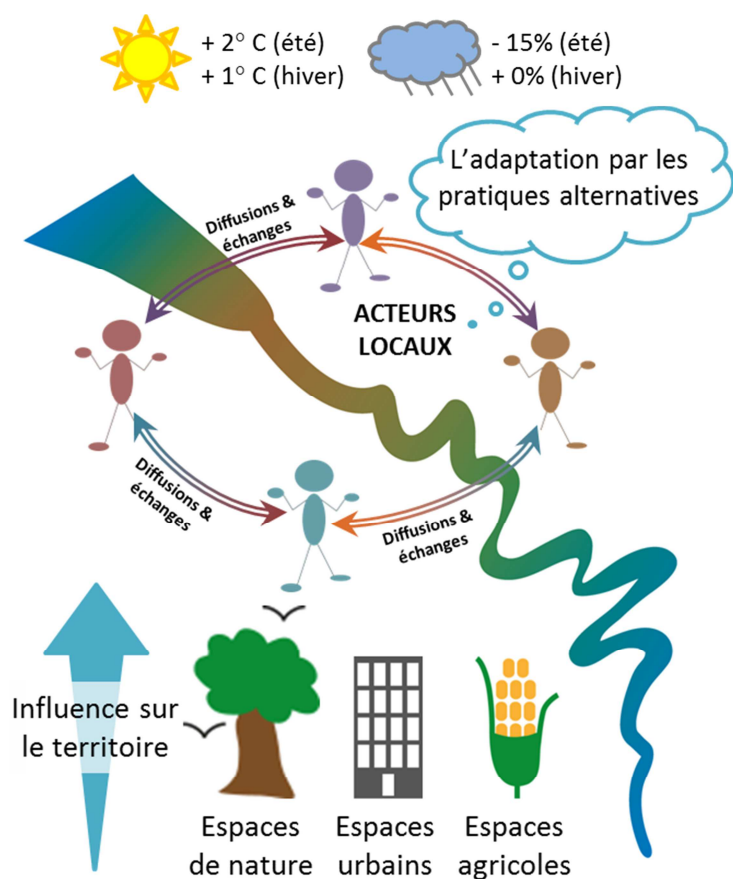 + 2° C (été)
+ 1° C (hiver)
- 15% (été)
+ 0% (hiver)
L'adaptation par les
pratiques alternatives
Diffusions &
échanges
ACTEURS
LOCAUX
Diffusions &
échanges
Diffusions &
échanges
Influence sur
le territoire
Espaces
de nature
Espaces
urbains
Espaces
agricoles